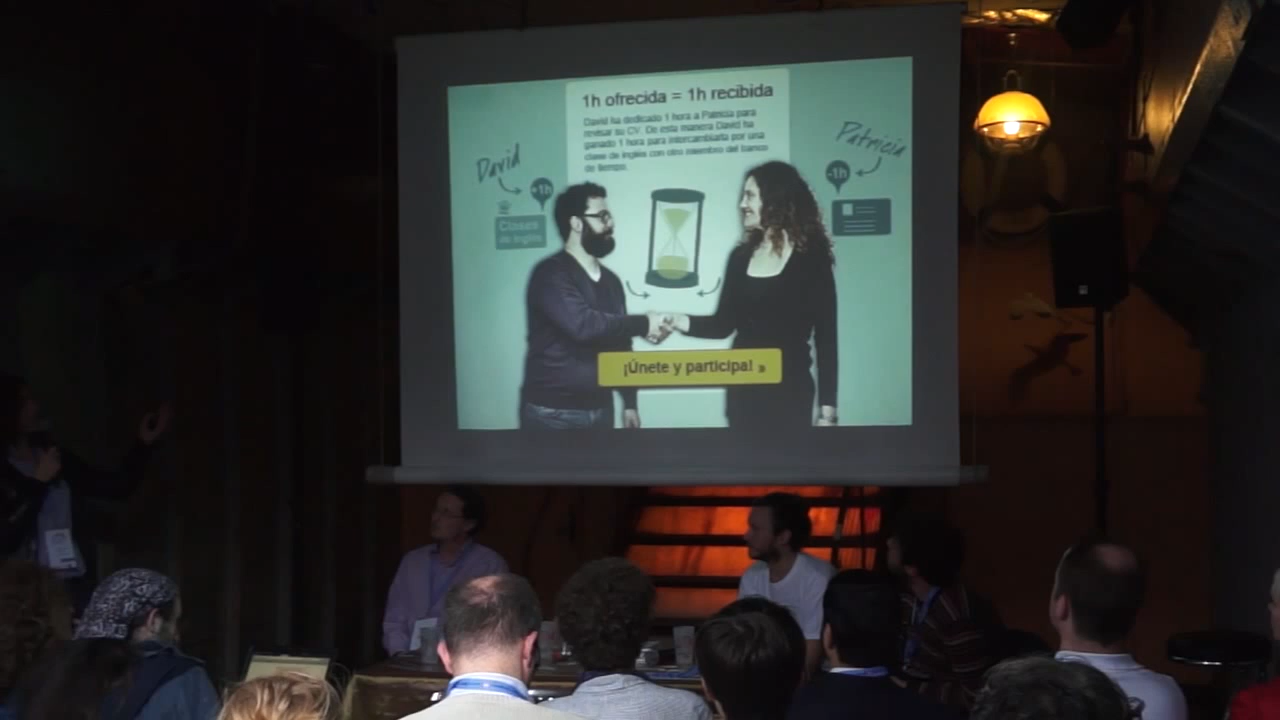 1h ofrecida = 1h recibida
David ha dedicado 1 hora a Patricia para
revisar su CV. De esta manera David ha
ganado 1 hora para intercambiarla por una
clase de inglés con otro miembro del banco
de tiempo.
David
Patricia
+1h
-1h
Clases
de inglés
¡Únete y participa! »